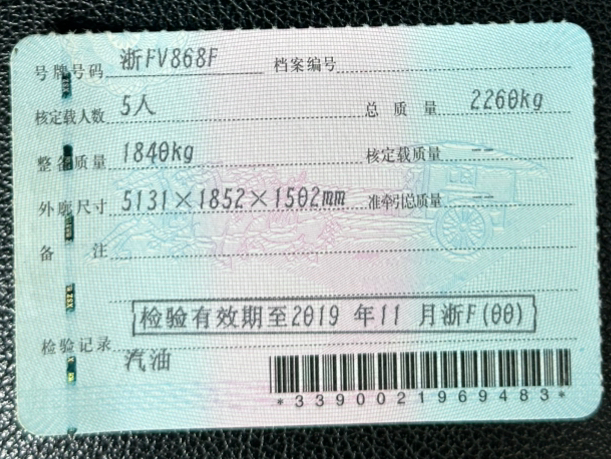 号牌号码 浙FV868F 档案编号
核定载人数 5人 总质量 2260kg
整备质量 1840kg 核定载质量 --
外廓尺寸 5131×1852×1502mm 准牵引总质量 --
备注
检验有效期至2019 年11 月浙F(00)
检验记录
汽油
*3390021969483*